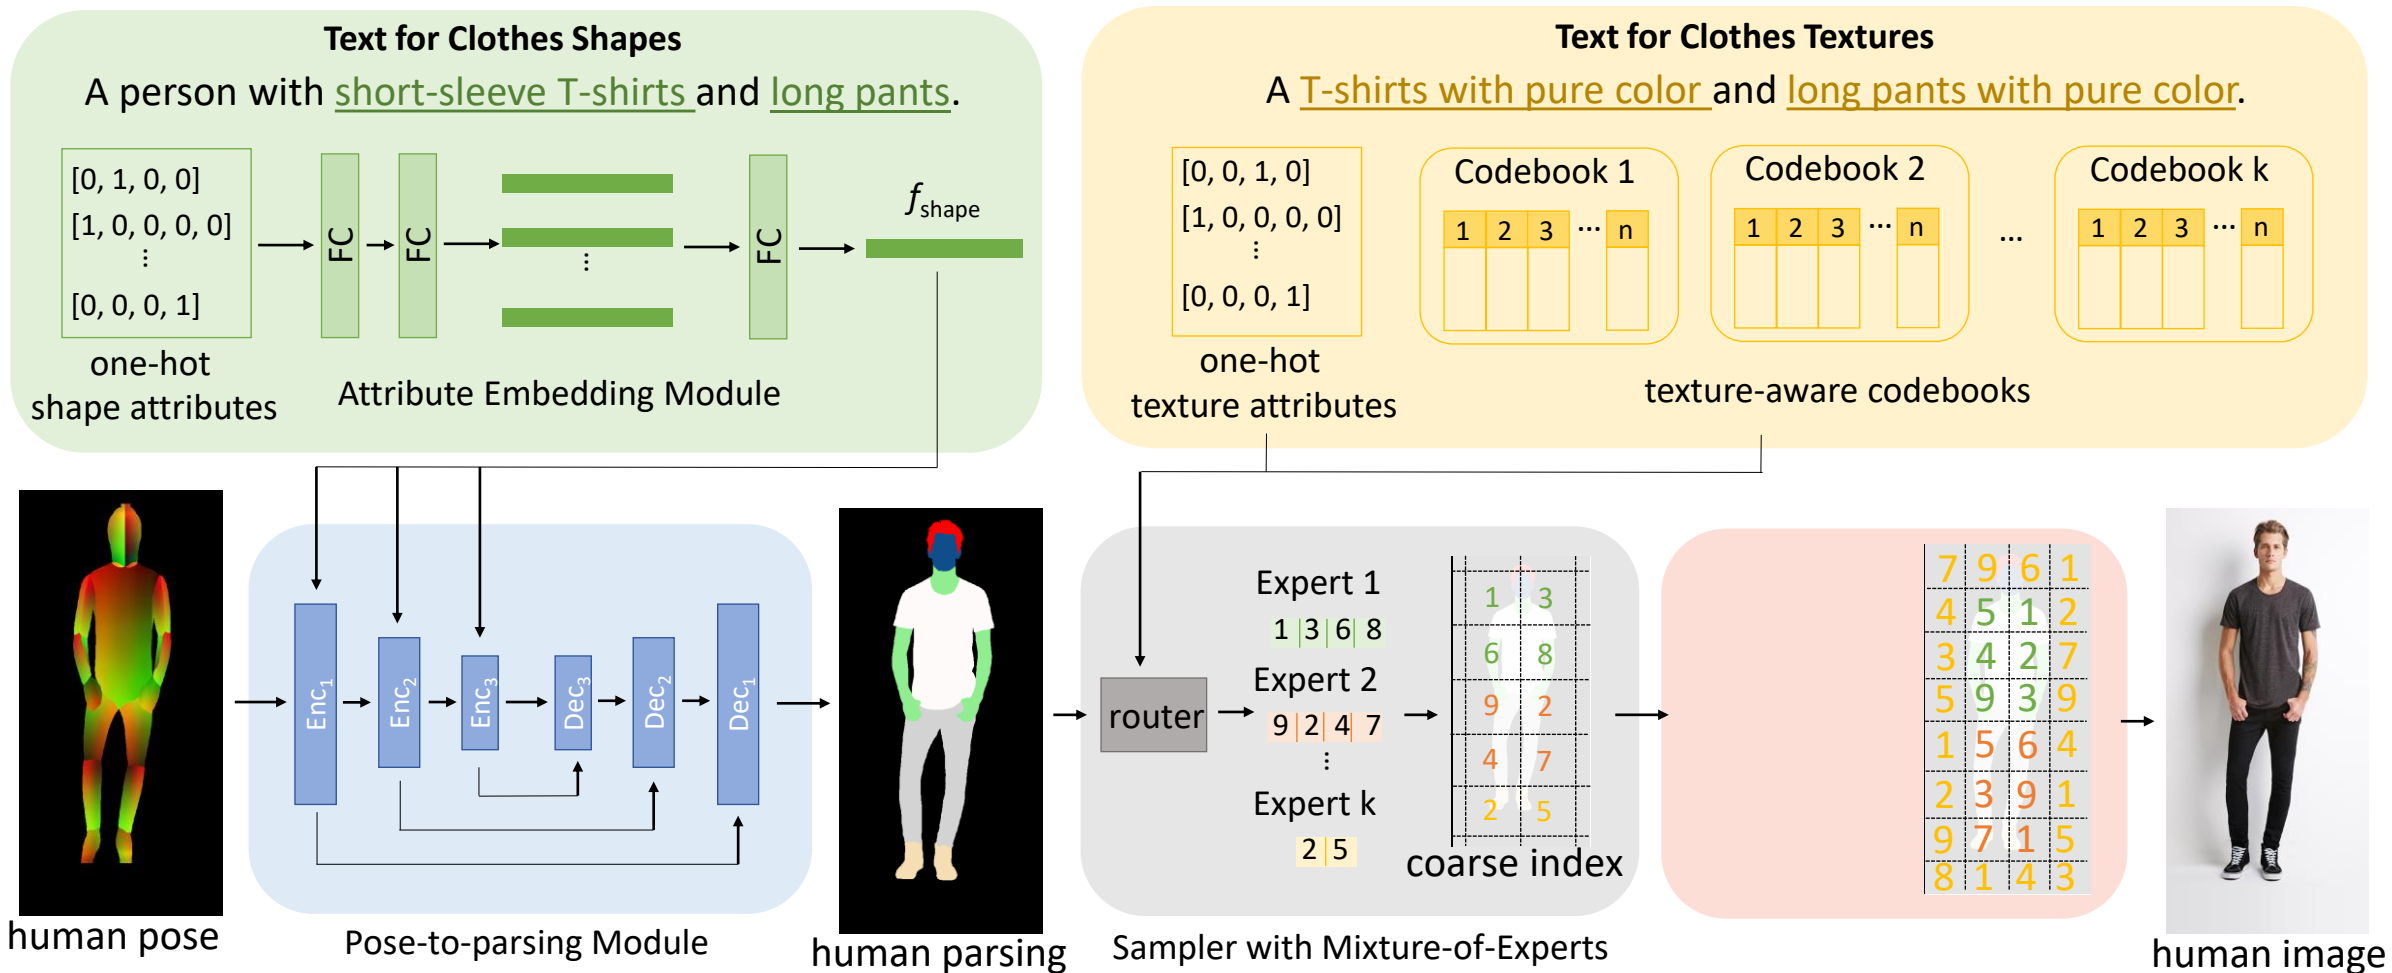 Text for Clothes Shapes
A person with short-sleeve T-shirts and long pants.
[0, 1, 0, 0]
[1, 0, 0, 0, 0]
⋮
[0, 0, 0, 1]
one-hot
shape attributes
FC
FC
⋮
FC
f shape
Attribute Embedding Module
Text for Clothes Textures
A T-shirts with pure color and long pants with pure color.
[0, 0, 1, 0]
[1, 0, 0, 0, 0]
⋮
[0, 0, 0, 1]
one-hot
texture attributes
Codebook 1
1 2 3 ... n
Codebook 2
1 2 3 ... n
...
Codebook k
1 2 3 ... n
texture-aware codebooks
human pose
Enc1
Enc2
Enc3
Dec3
Dec2
Dec1
Pose-to-parsing Module
human parsing
router
Expert 1
1 3 6 8
Expert 2
9 2 4 7
⋮
Expert k
2 5
1 3
6 8
9 2
4 7
2 5
coarse index
Sampler with Mixture-of-Experts
7 9 6 1
4 5 1 2
3 4 2 7
5 9 3 9
1 5 6 4
2 3 9 1
9 7 1 5
8 1 4 3
human image